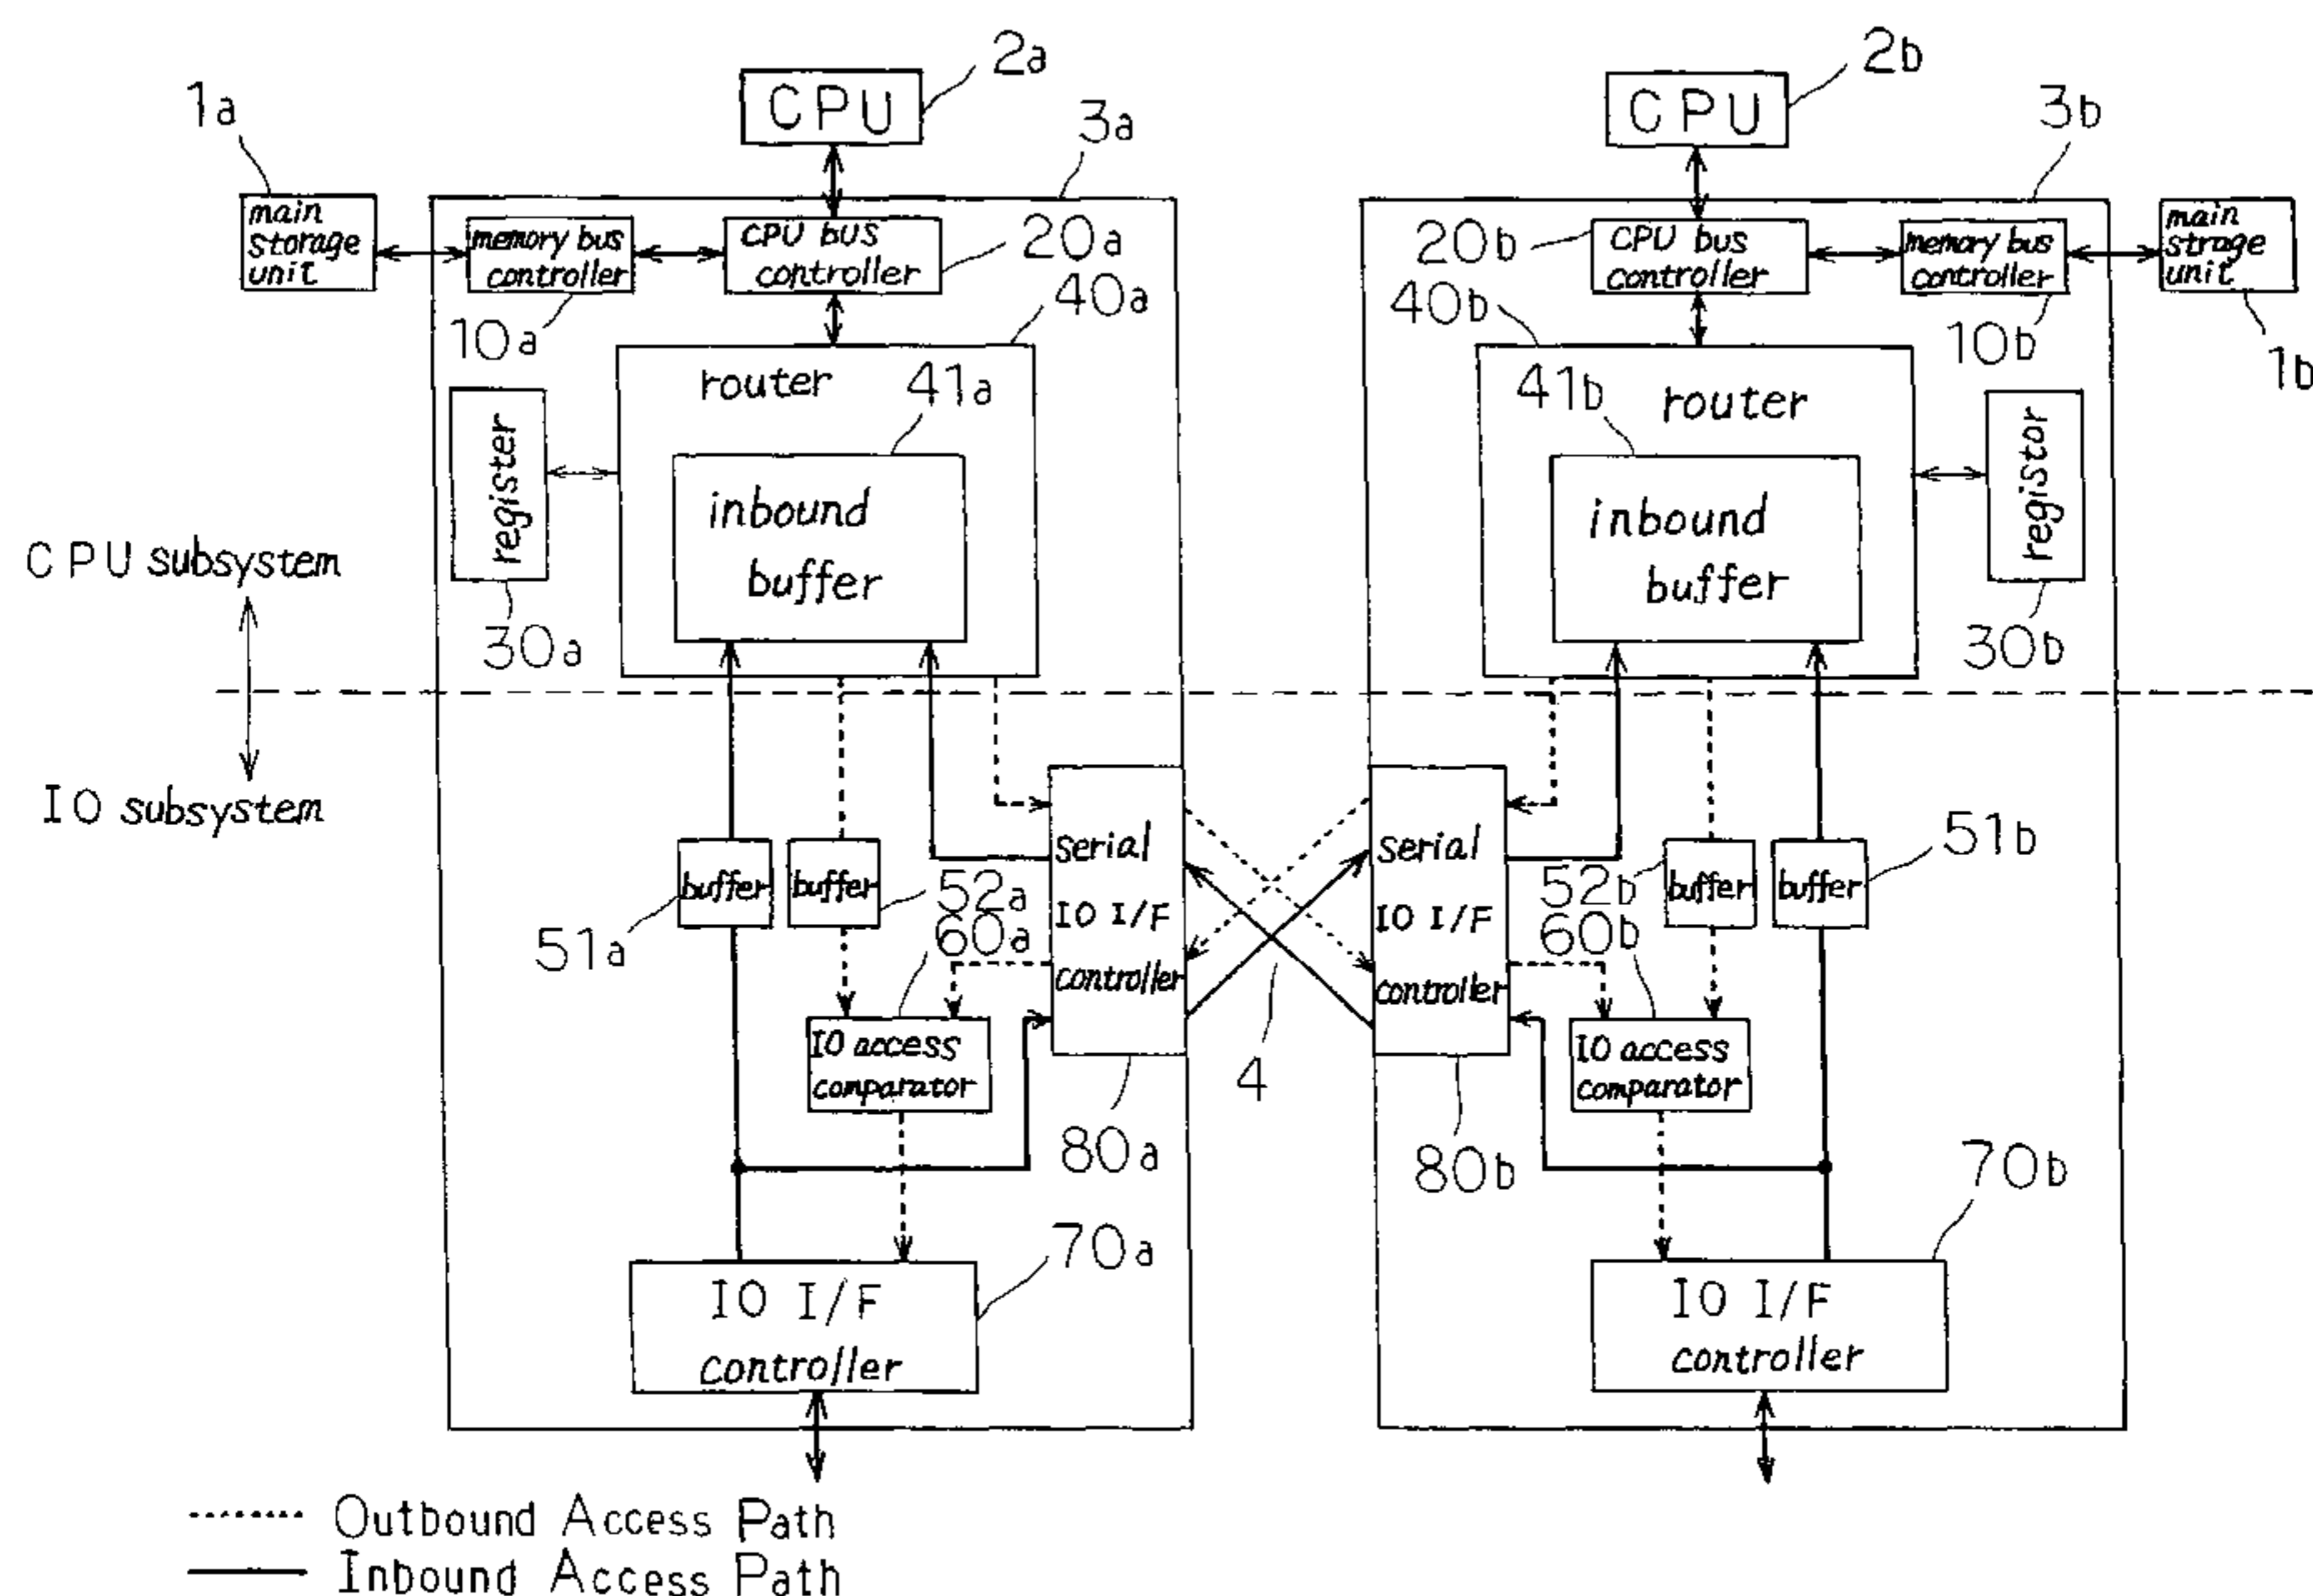 2a
CPU
1a
3a
main
storage
unit
memory bus
controller
CPU bus
controller
20a
10a
40a
router
41a
register
inbound
buffer
30a
2b
CPU
3b
20b
CPU bus
controller
memory bus
controller
main
strage
unit
40b
10b
1b
41b
router
registor
inbound
buffer
30b
CPU subsystem
IO subsystem
buffer
buffer
51a
52a
60a
serial
IO I/F
controller
IO access
comparator
80a
IO I/F
controller
70a
4
serial
IO I/F
controller
52b
60b
buffer
buffer
51b
IO access
comparator
80b
70b
IO I/F
controller
Outbound Access Path
Inbound Access Path